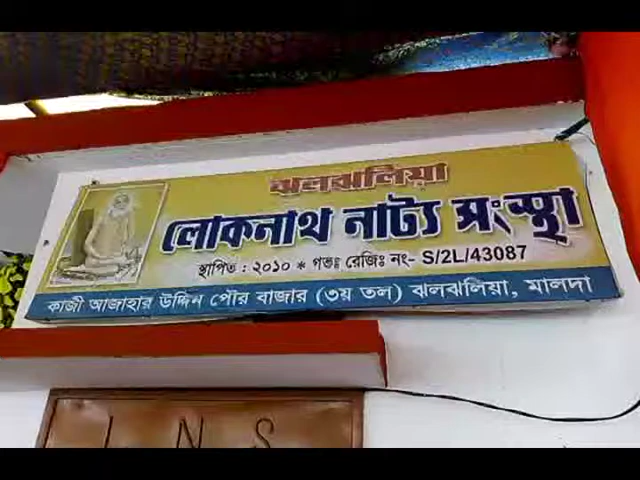 ঝলঝলিয়া
লোকনাথ নাট্য সংস্থা
স্থাপিত : ২০১০ * গভঃ রেজিঃ নং- S/2L/43087
কাজী আজাহার উদ্দিন পৌর বাজার (৩য় তল) ঝলঝলিয়া, মালদা
L N S